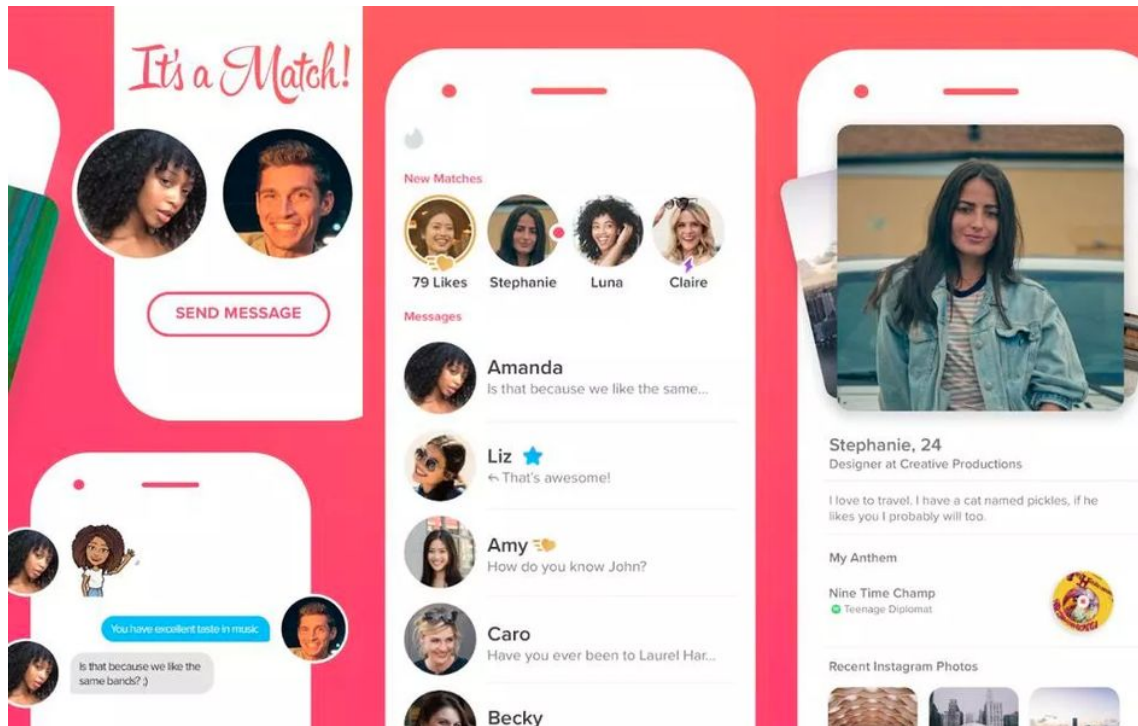 It's a Match!
SEND MESSAGE
You have excellent taste in music
Is that because we like the
same bands? ;)
New Matches
79 Likes
Stephanie
Luna
Claire
Messages
Amanda
Is that because we like the same...
Liz
That's awesome!
Amy
How do you know John?
Caro
Have you ever been to Laurel Har...
Becky
Stephanie, 24
Designer at Creative Productions
I love to travel. I have a cat named pickles, if he
likes you I probably will too.
My Anthem
Nine Time Champ
Teenage Diplomat
Recent Instagram Photos